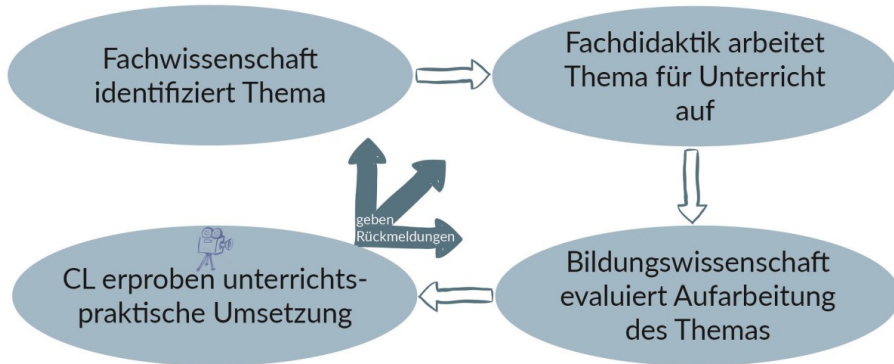 Fachwissenschaft
identifiziert Thema
Fachdidaktik arbeitet
Thema für Unterricht
auf
geben
Rückmeldungen
CL erproben unterrichts-
praktische Umsetzung
Bildungswissenschaft
evaluiert Aufarbeitung
des Themas